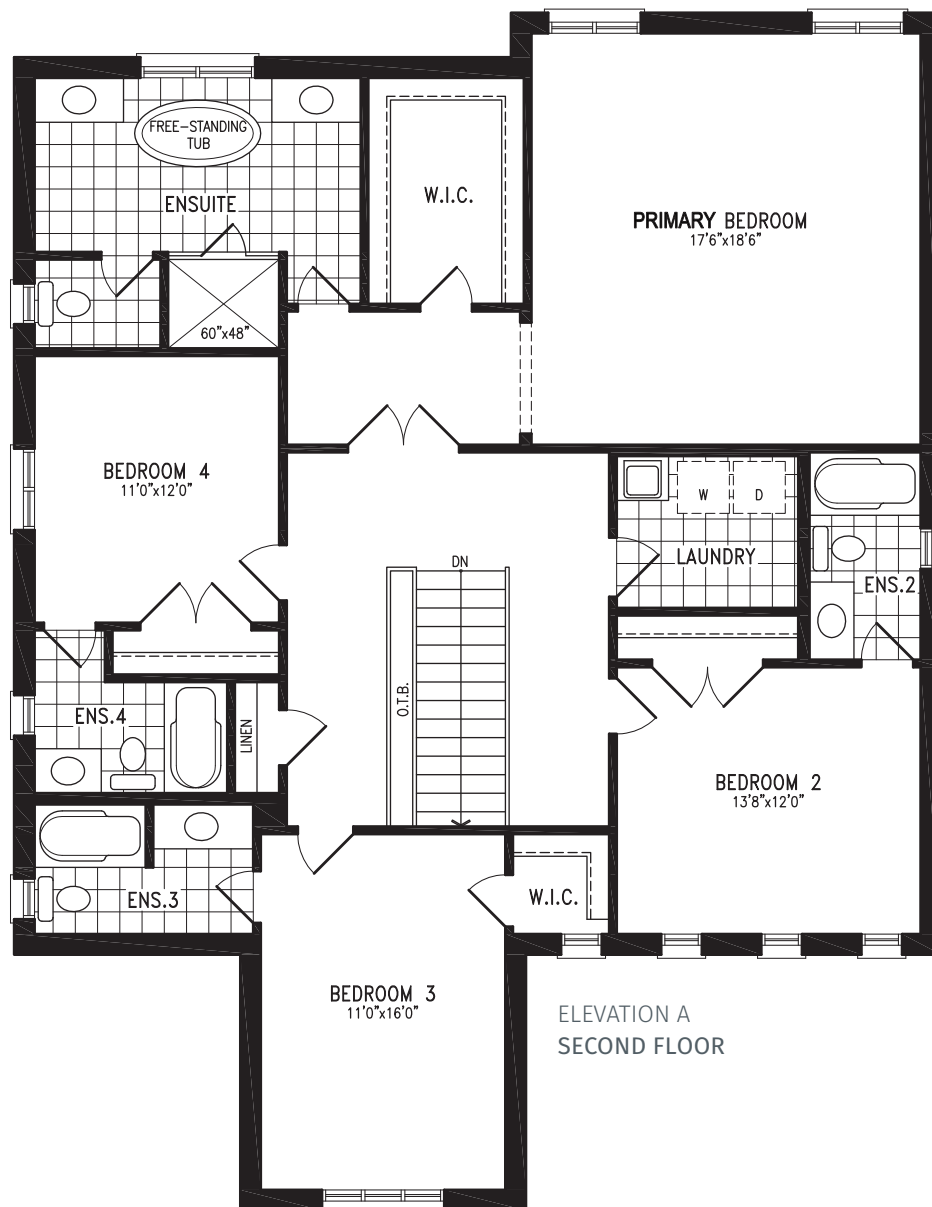 FREE-STANDING
TUB
ENSUITE
W.I.C.
PRIMARY BEDROOM
17'6"x18'6"
60"x48"
BEDROOM 4
11'0"x12'0"
W
D
LAUNDRY
DN
ENS.2
O.T.B.
ENS.4
LINEN
BEDROOM 2
13'8"x12'0"
ENS.3
W.I.C.
BEDROOM 3
11'0"x16'0"
ELEVATION A
SECOND FLOOR